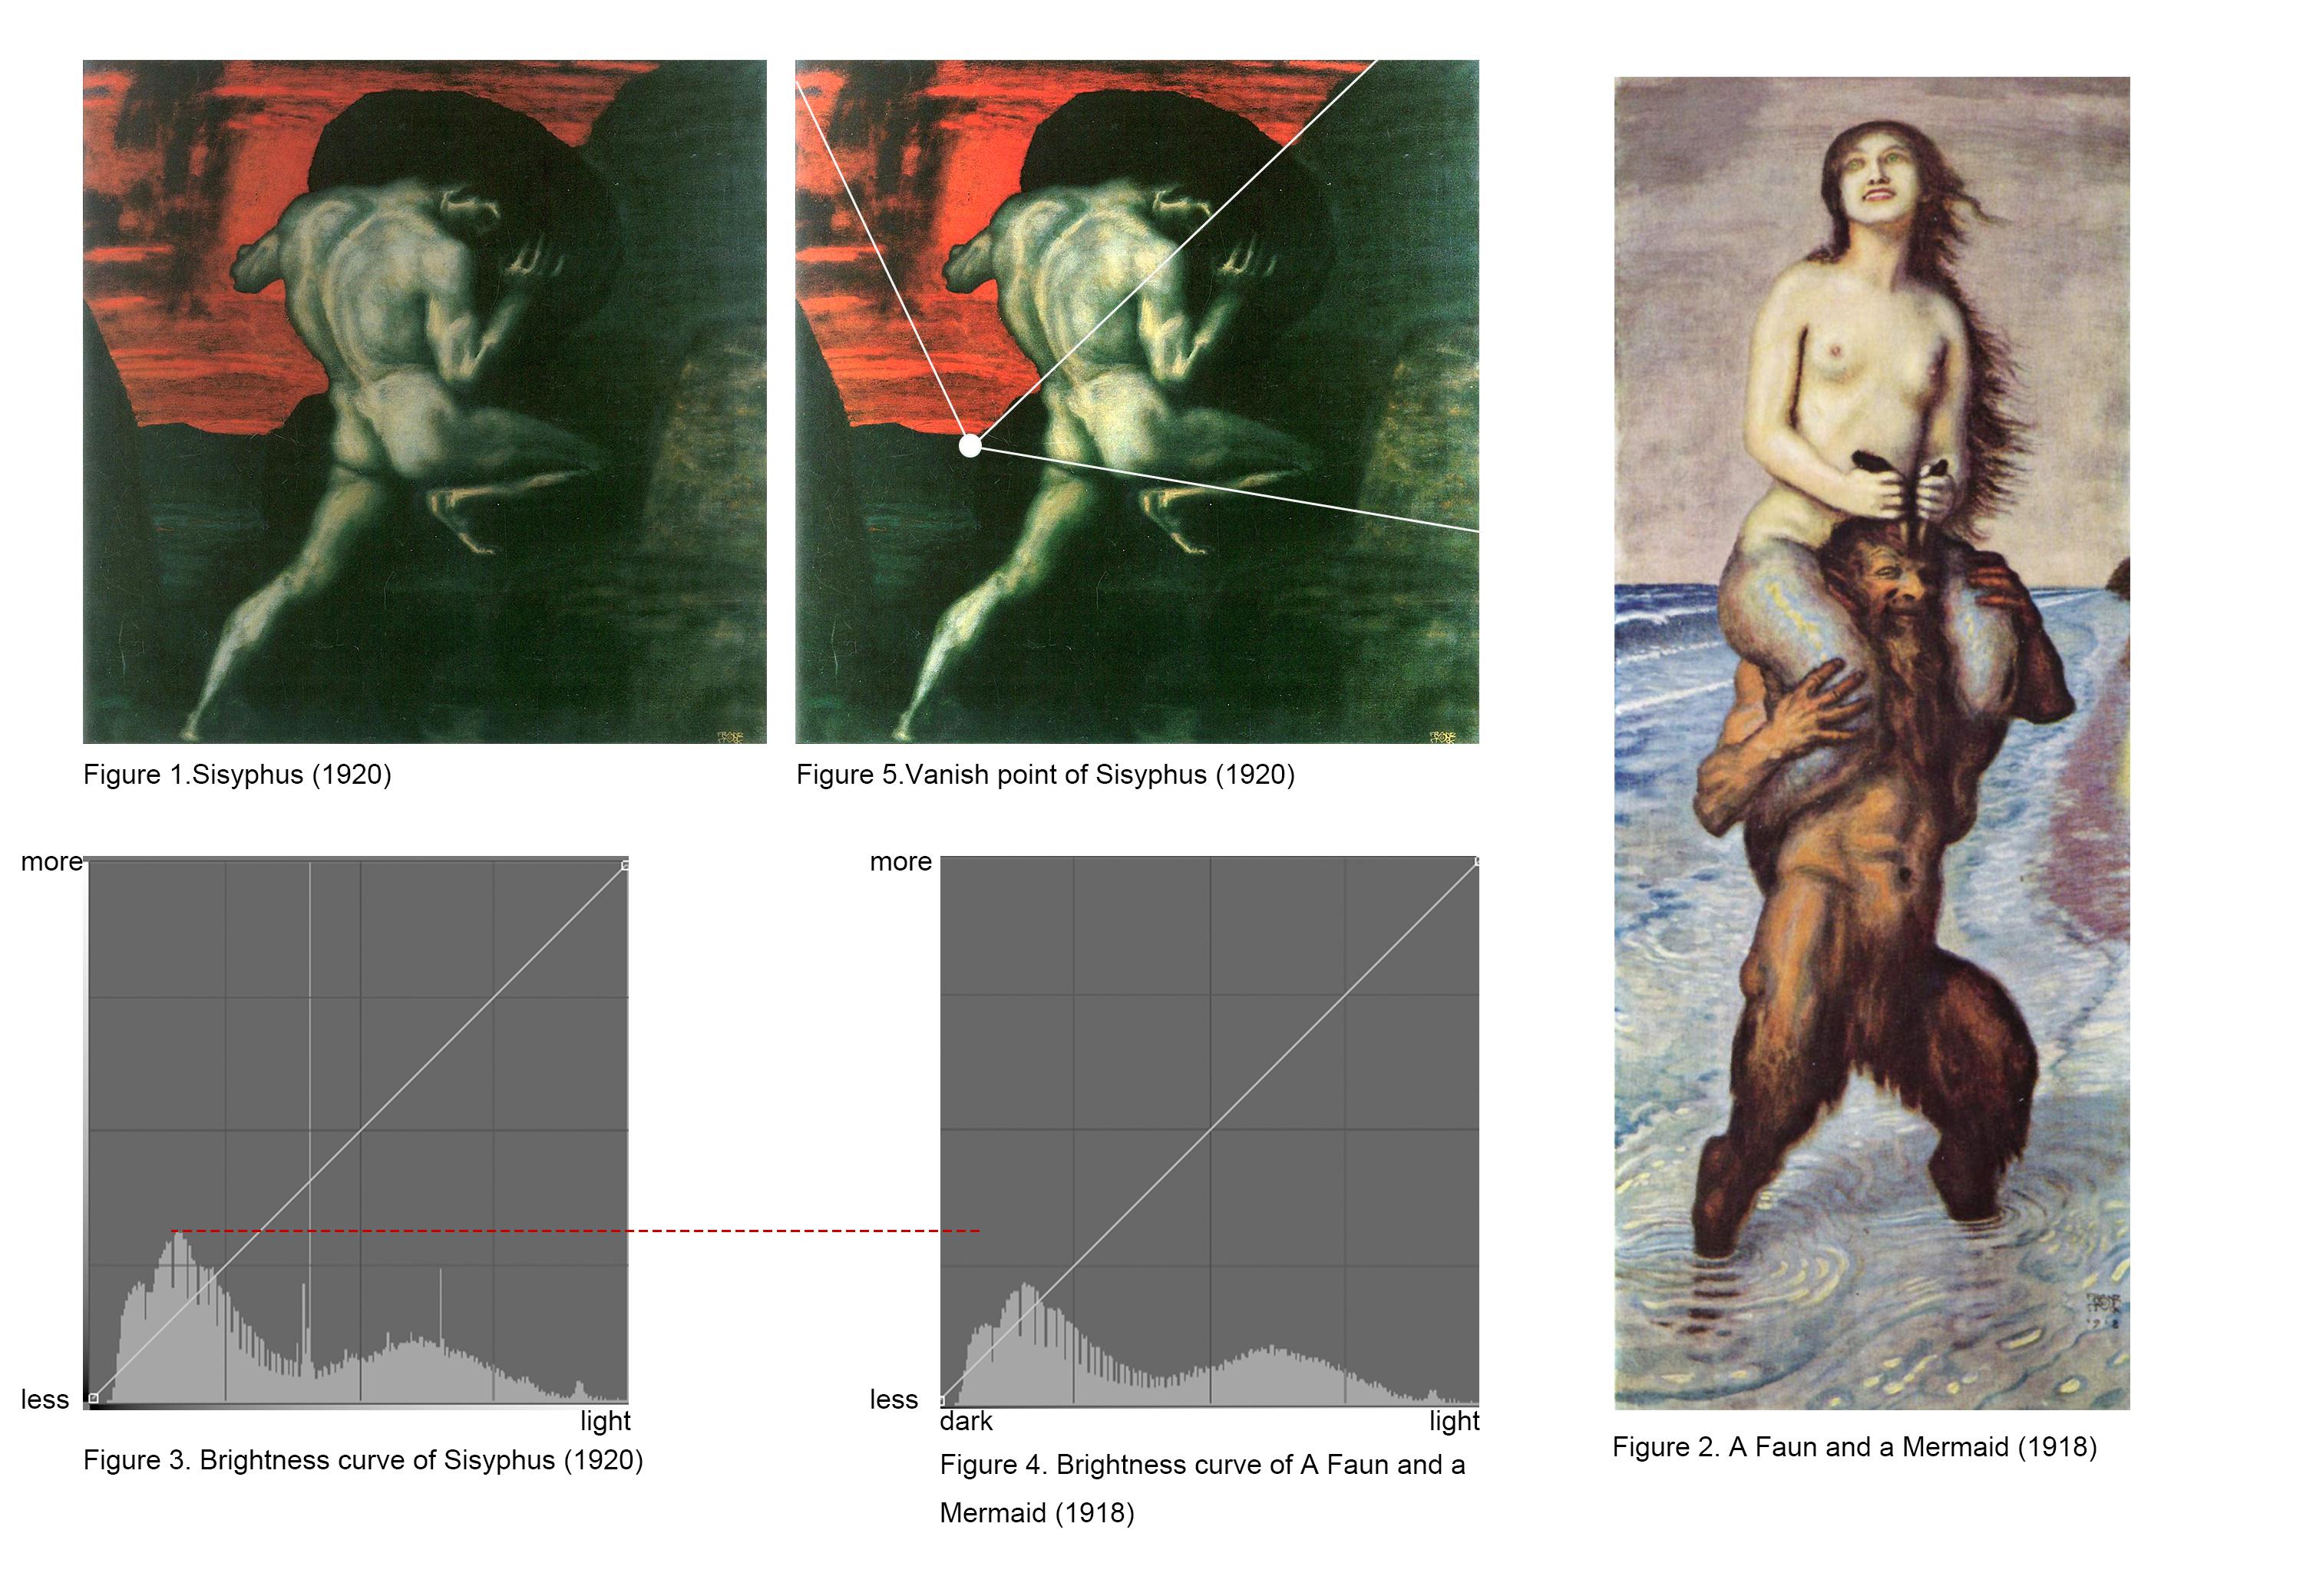 Figure 1.Sisyphus (1920)
Figure 5.Vanish point of Sisyphus (1920)
more
less
light
Figure 3. Brightness curve of Sisyphus (1920)
more
less
dark
light
Figure 4. Brightness curve of A Faun and a
Mermaid (1918)
Figure 2. A Faun and a Mermaid (1918)